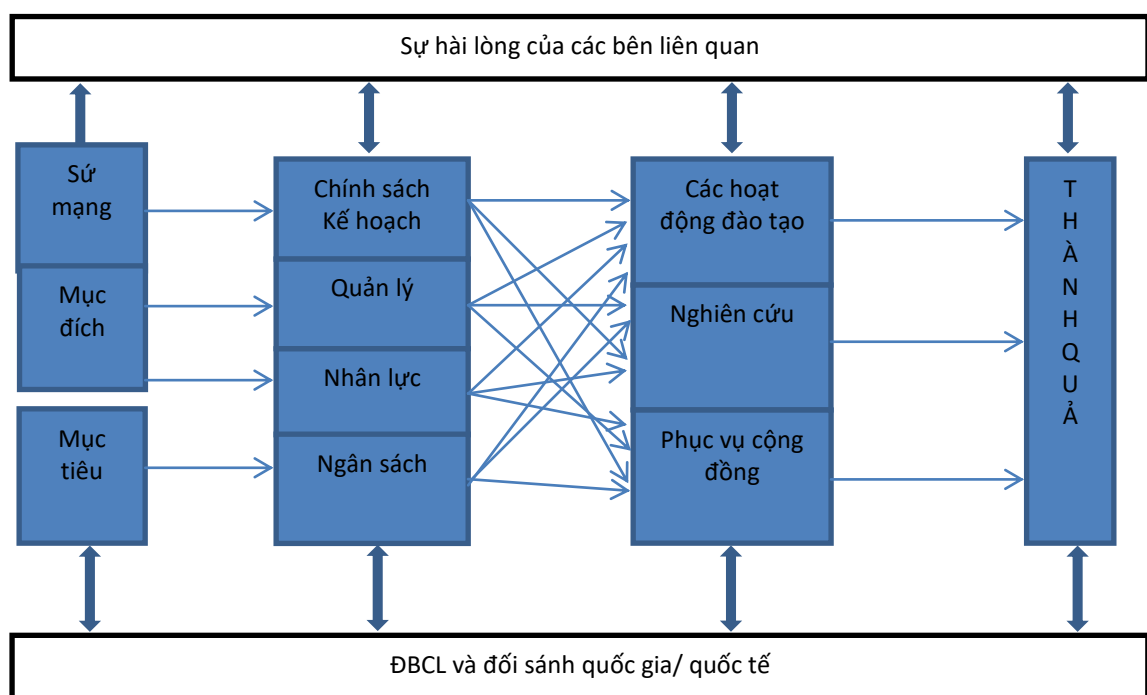 Sự hài lòng của các bên liên quan
Sứ
mạng
Mục
đích
Mục
tiêu
Chính sách
Kế hoạch
Quản lý
Nhân lực
Ngân sách
Các hoạt
động đào tạo
Nghiên cứu
Phục vụ cộng
đồng
T
H
À
N
H
Q
U
Ả
ĐBCL và đối sánh quốc gia/ quốc tế